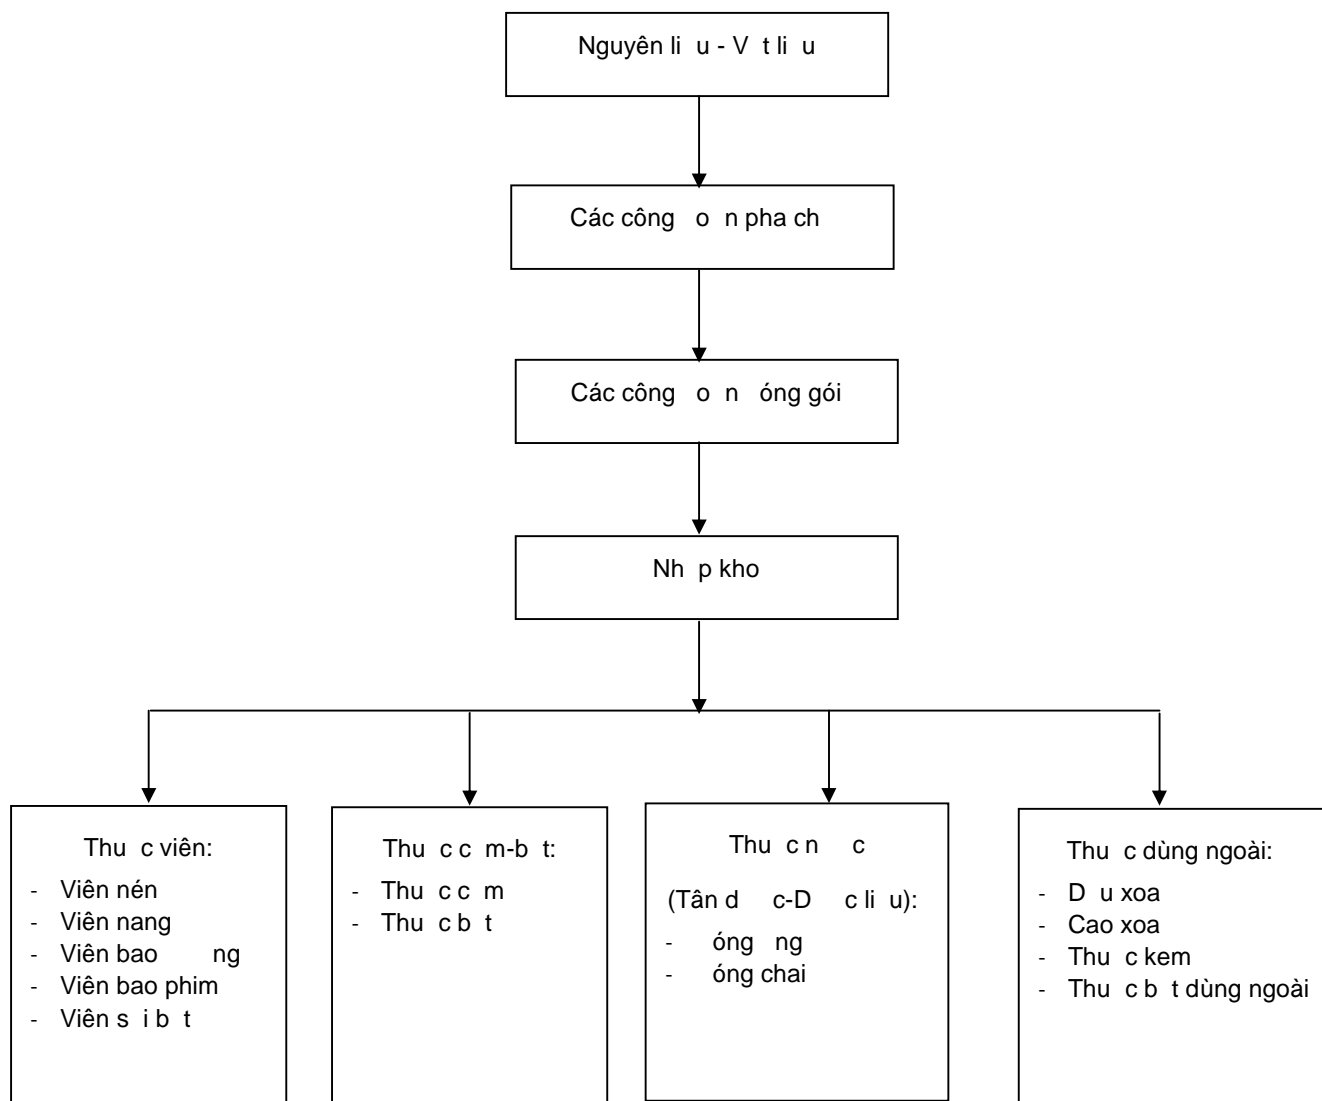 Nguyên li u - V t li u
Các công o n pha ch
Các công o n óng gói
Nh p kho
Thu c viên:
- Viên nén
- Viên nang
- Viên bao ng
- Viên bao phim
- Viên s i b t
Thu c c m-b t:
- Thu c c m
- Thu c b t
Thu c n c
(Tân d c-D c li u):
- óng ng
- óng chai
Thu c dùng ngoài:
- D u xoa
- Cao xoa
- Thu c kem
- Thu c b t dùng ngoài